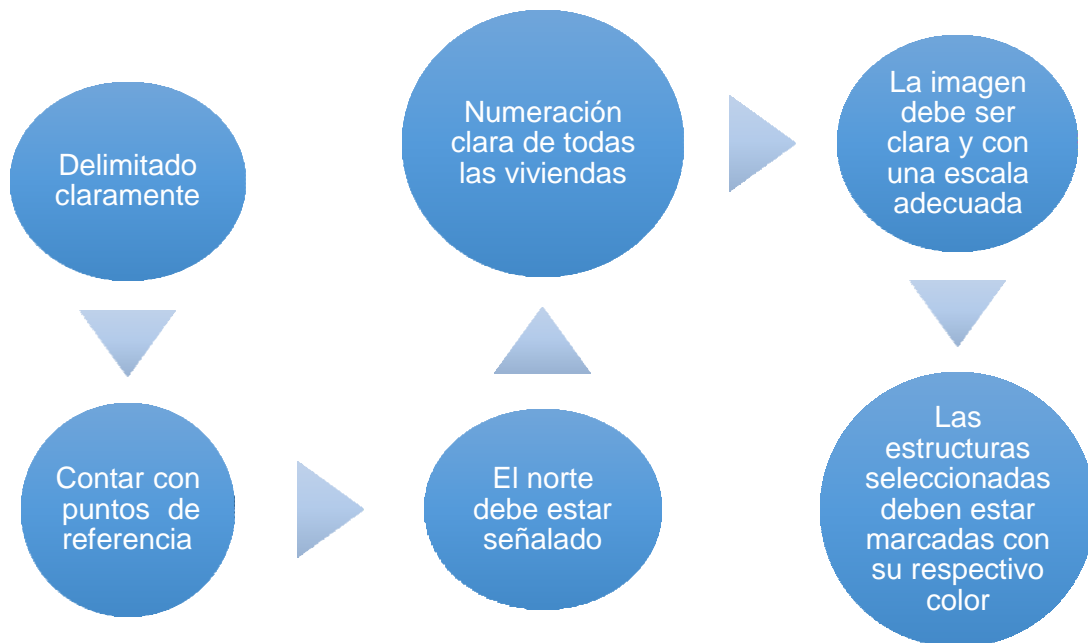 Delimitado
claramente
Contar con
puntos de
referencia
El norte
debe estar
señalado
Numeración
clara de todas
las viviendas
La imagen
debe ser
clara y con
una escala
adecuada
Las
estructuras
seleccionadas
deben estar
marcadas con
su respectivo
color